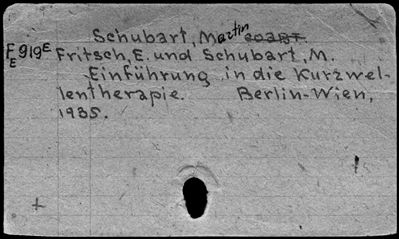 Schubart, Martin
F E 919E Fritsch, E. und Schubart, M.
Einführung in die Kurzwel-
lentherapie. Berlin-Wien,
1935.